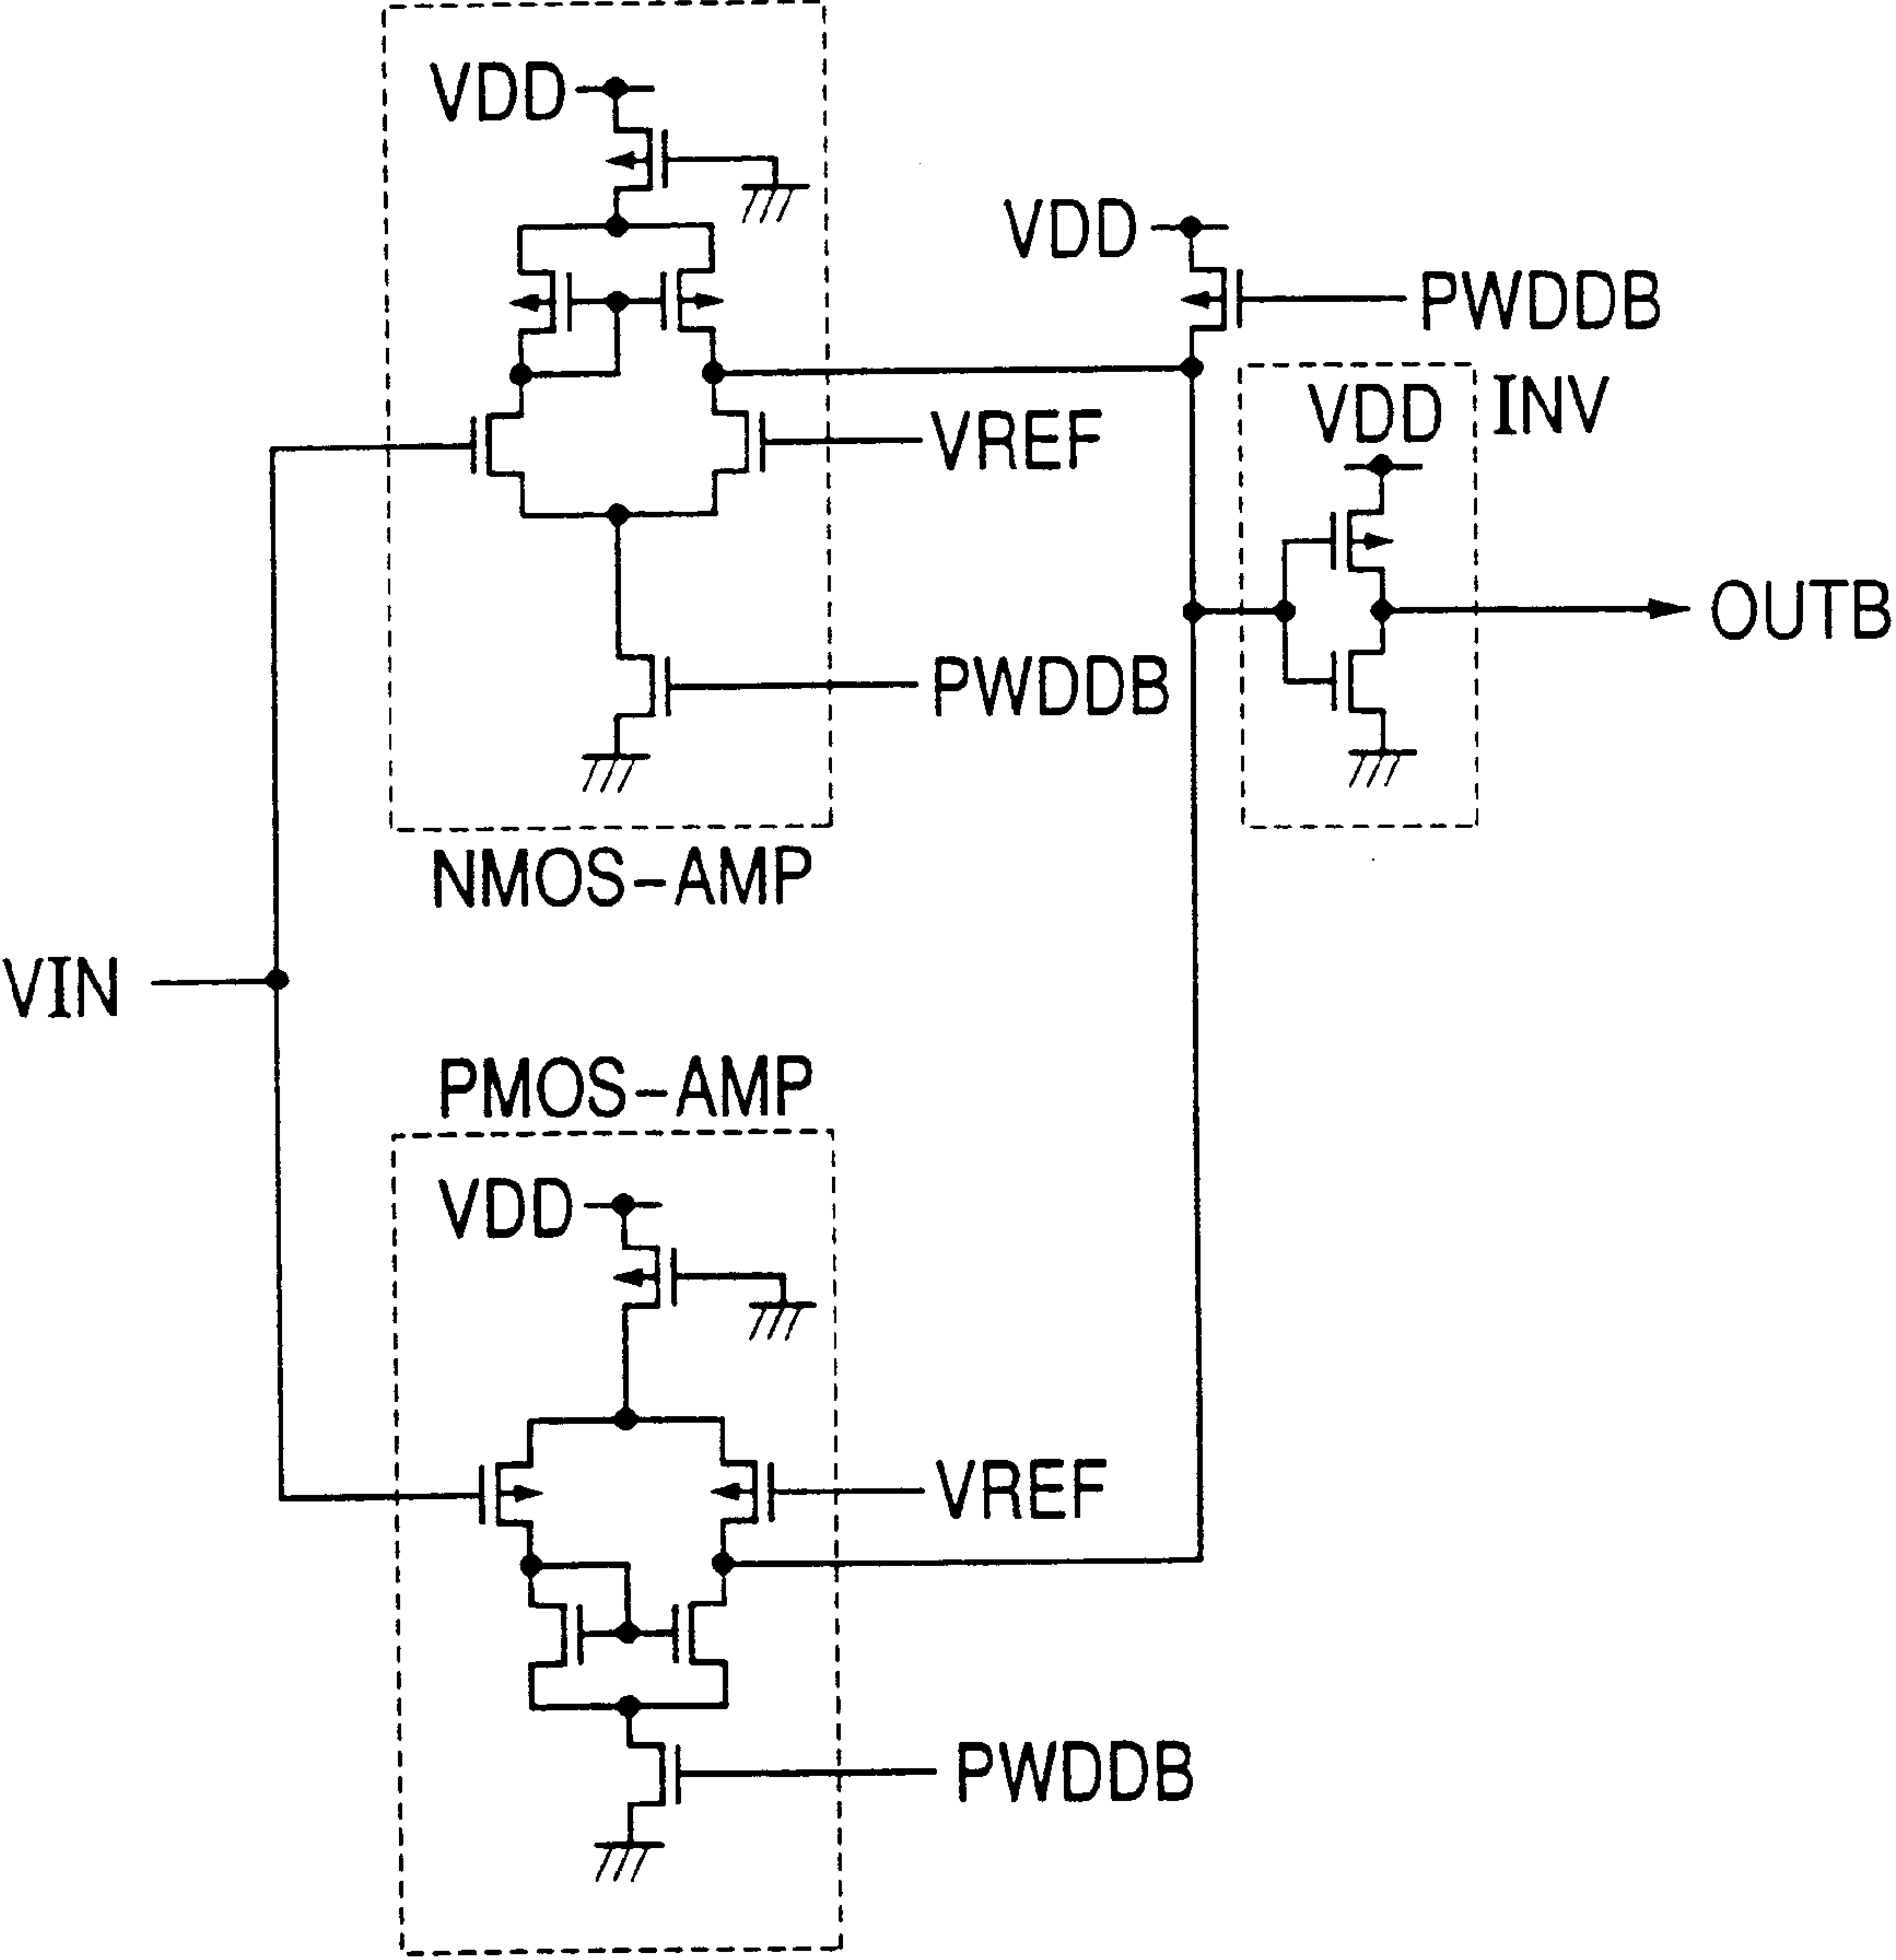 VDD
VDD
PWDDB
VDD
INV
VREF
OUTB
PWDDB
NMOS-AMP
VIN
PMOS-AMP
VDD
VREF
PWDDB